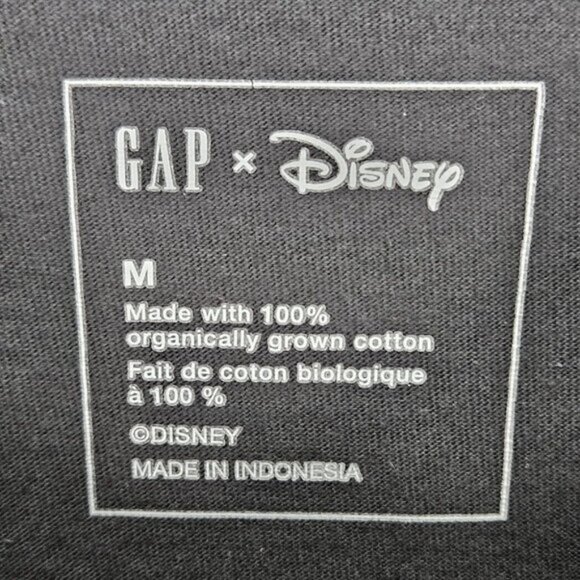 GAP × Disney
M
Made with 100%
organically grown cotton
Fait de coton biologique
à 100 %
©DISNEY
MADE IN INDONESIA